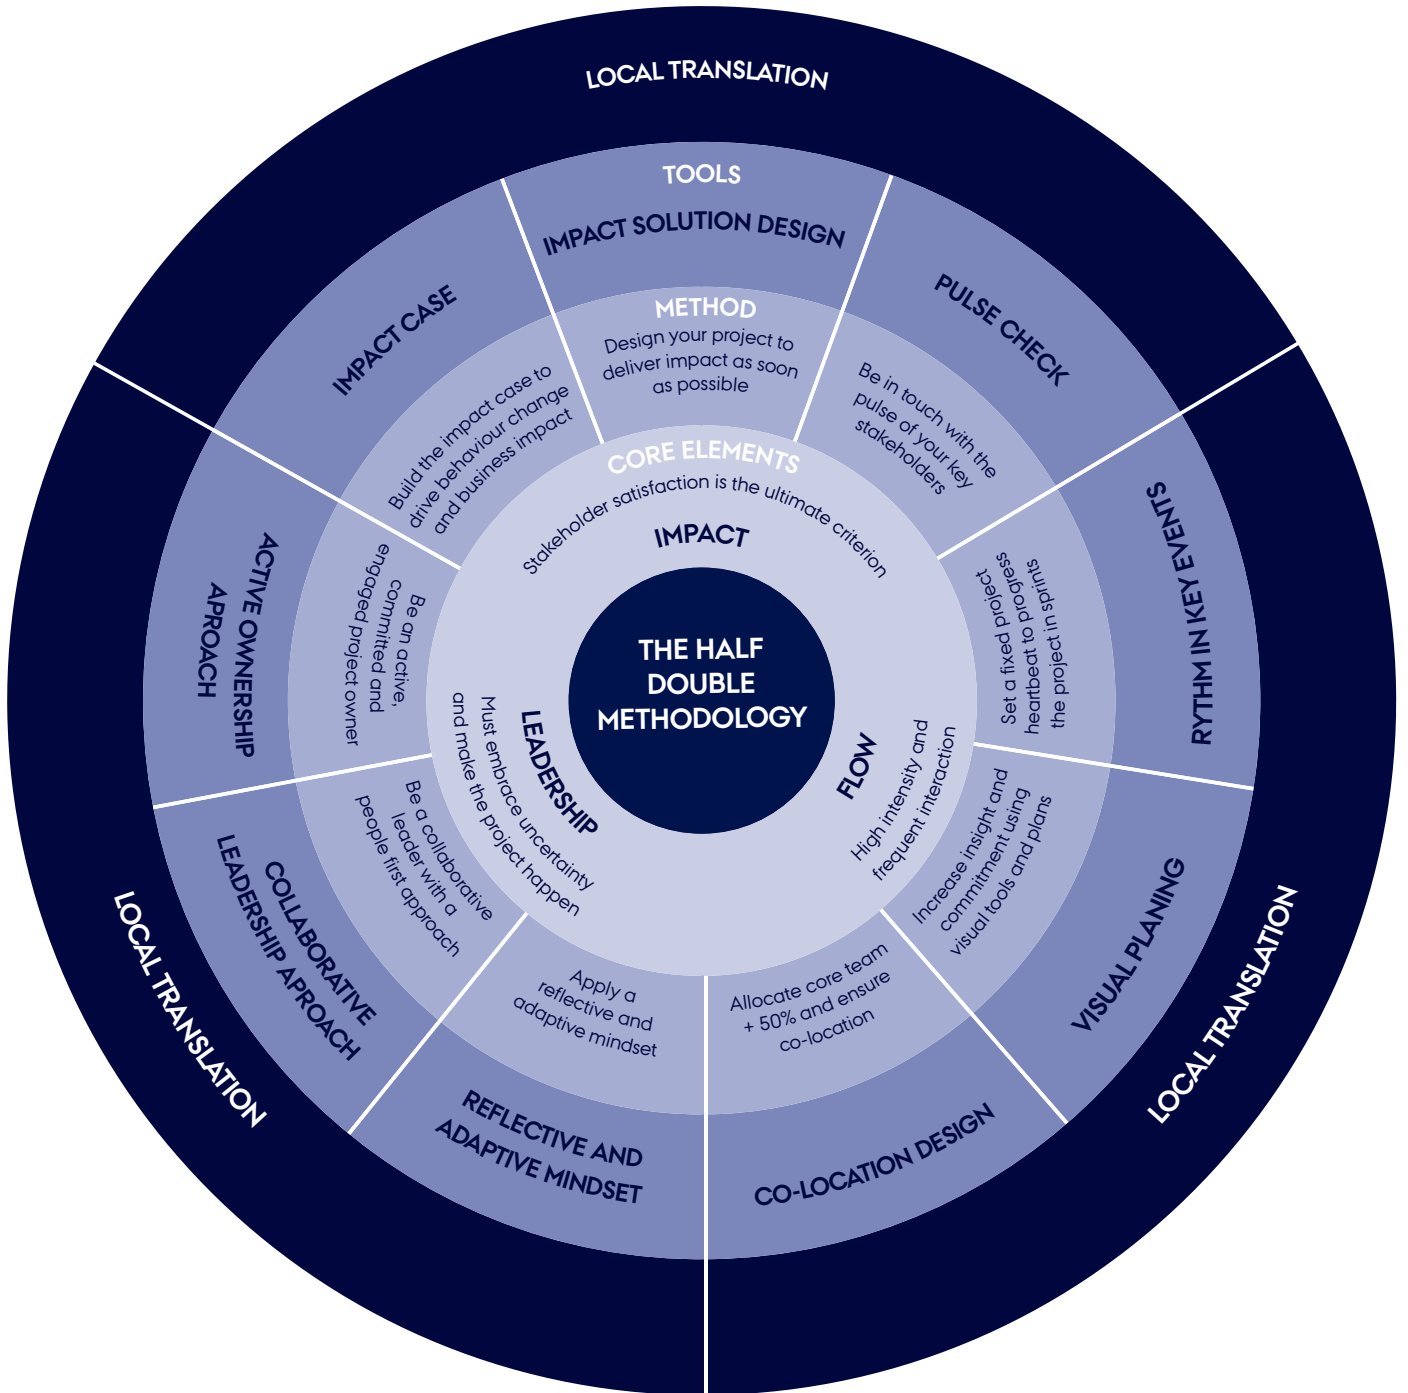 LOCAL TRANSLATION
TOOLS
IMPACT SOLUTION DESIGN
METHOD
Design your project to
deliver impact as soon
as possible
PULSE CHECK
Be in touch with the
pulse of your key
stakeholders
RYTHM IN KEY EVENTS
Set a fixed project
heartbeat to progress
the project in sprints
VISUAL PLANING
Increase insight and
commitment using
visual tools and plans
LOCAL TRANSLATION
CO-LOCATION DESIGN
Allocate core team
+ 50% and ensure
co-location
REFLECTIVE AND
ADAPTIVE MINDSET
Apply a
reflective and
adaptive mindset
COLLABORATIVE
LEADERSHIP APROACH
Be a collaborative
leader with a
people first approach
LOCAL TRANSLATION
ACTIVE OWNERSHIP
APROACH
Be an active,
committed and
engaged project owner
IMPACT CASE
Build the impact case to
drive behaviour change
and business impact
CORE ELEMENTS
Stakeholder satisfaction is the ultimate criterion
IMPACT
FLOW
High intensity and
frequent interaction
LEADERSHIP
Must embrace uncertainty
and make the project happen
THE HALF
DOUBLE
METHODOLOGY